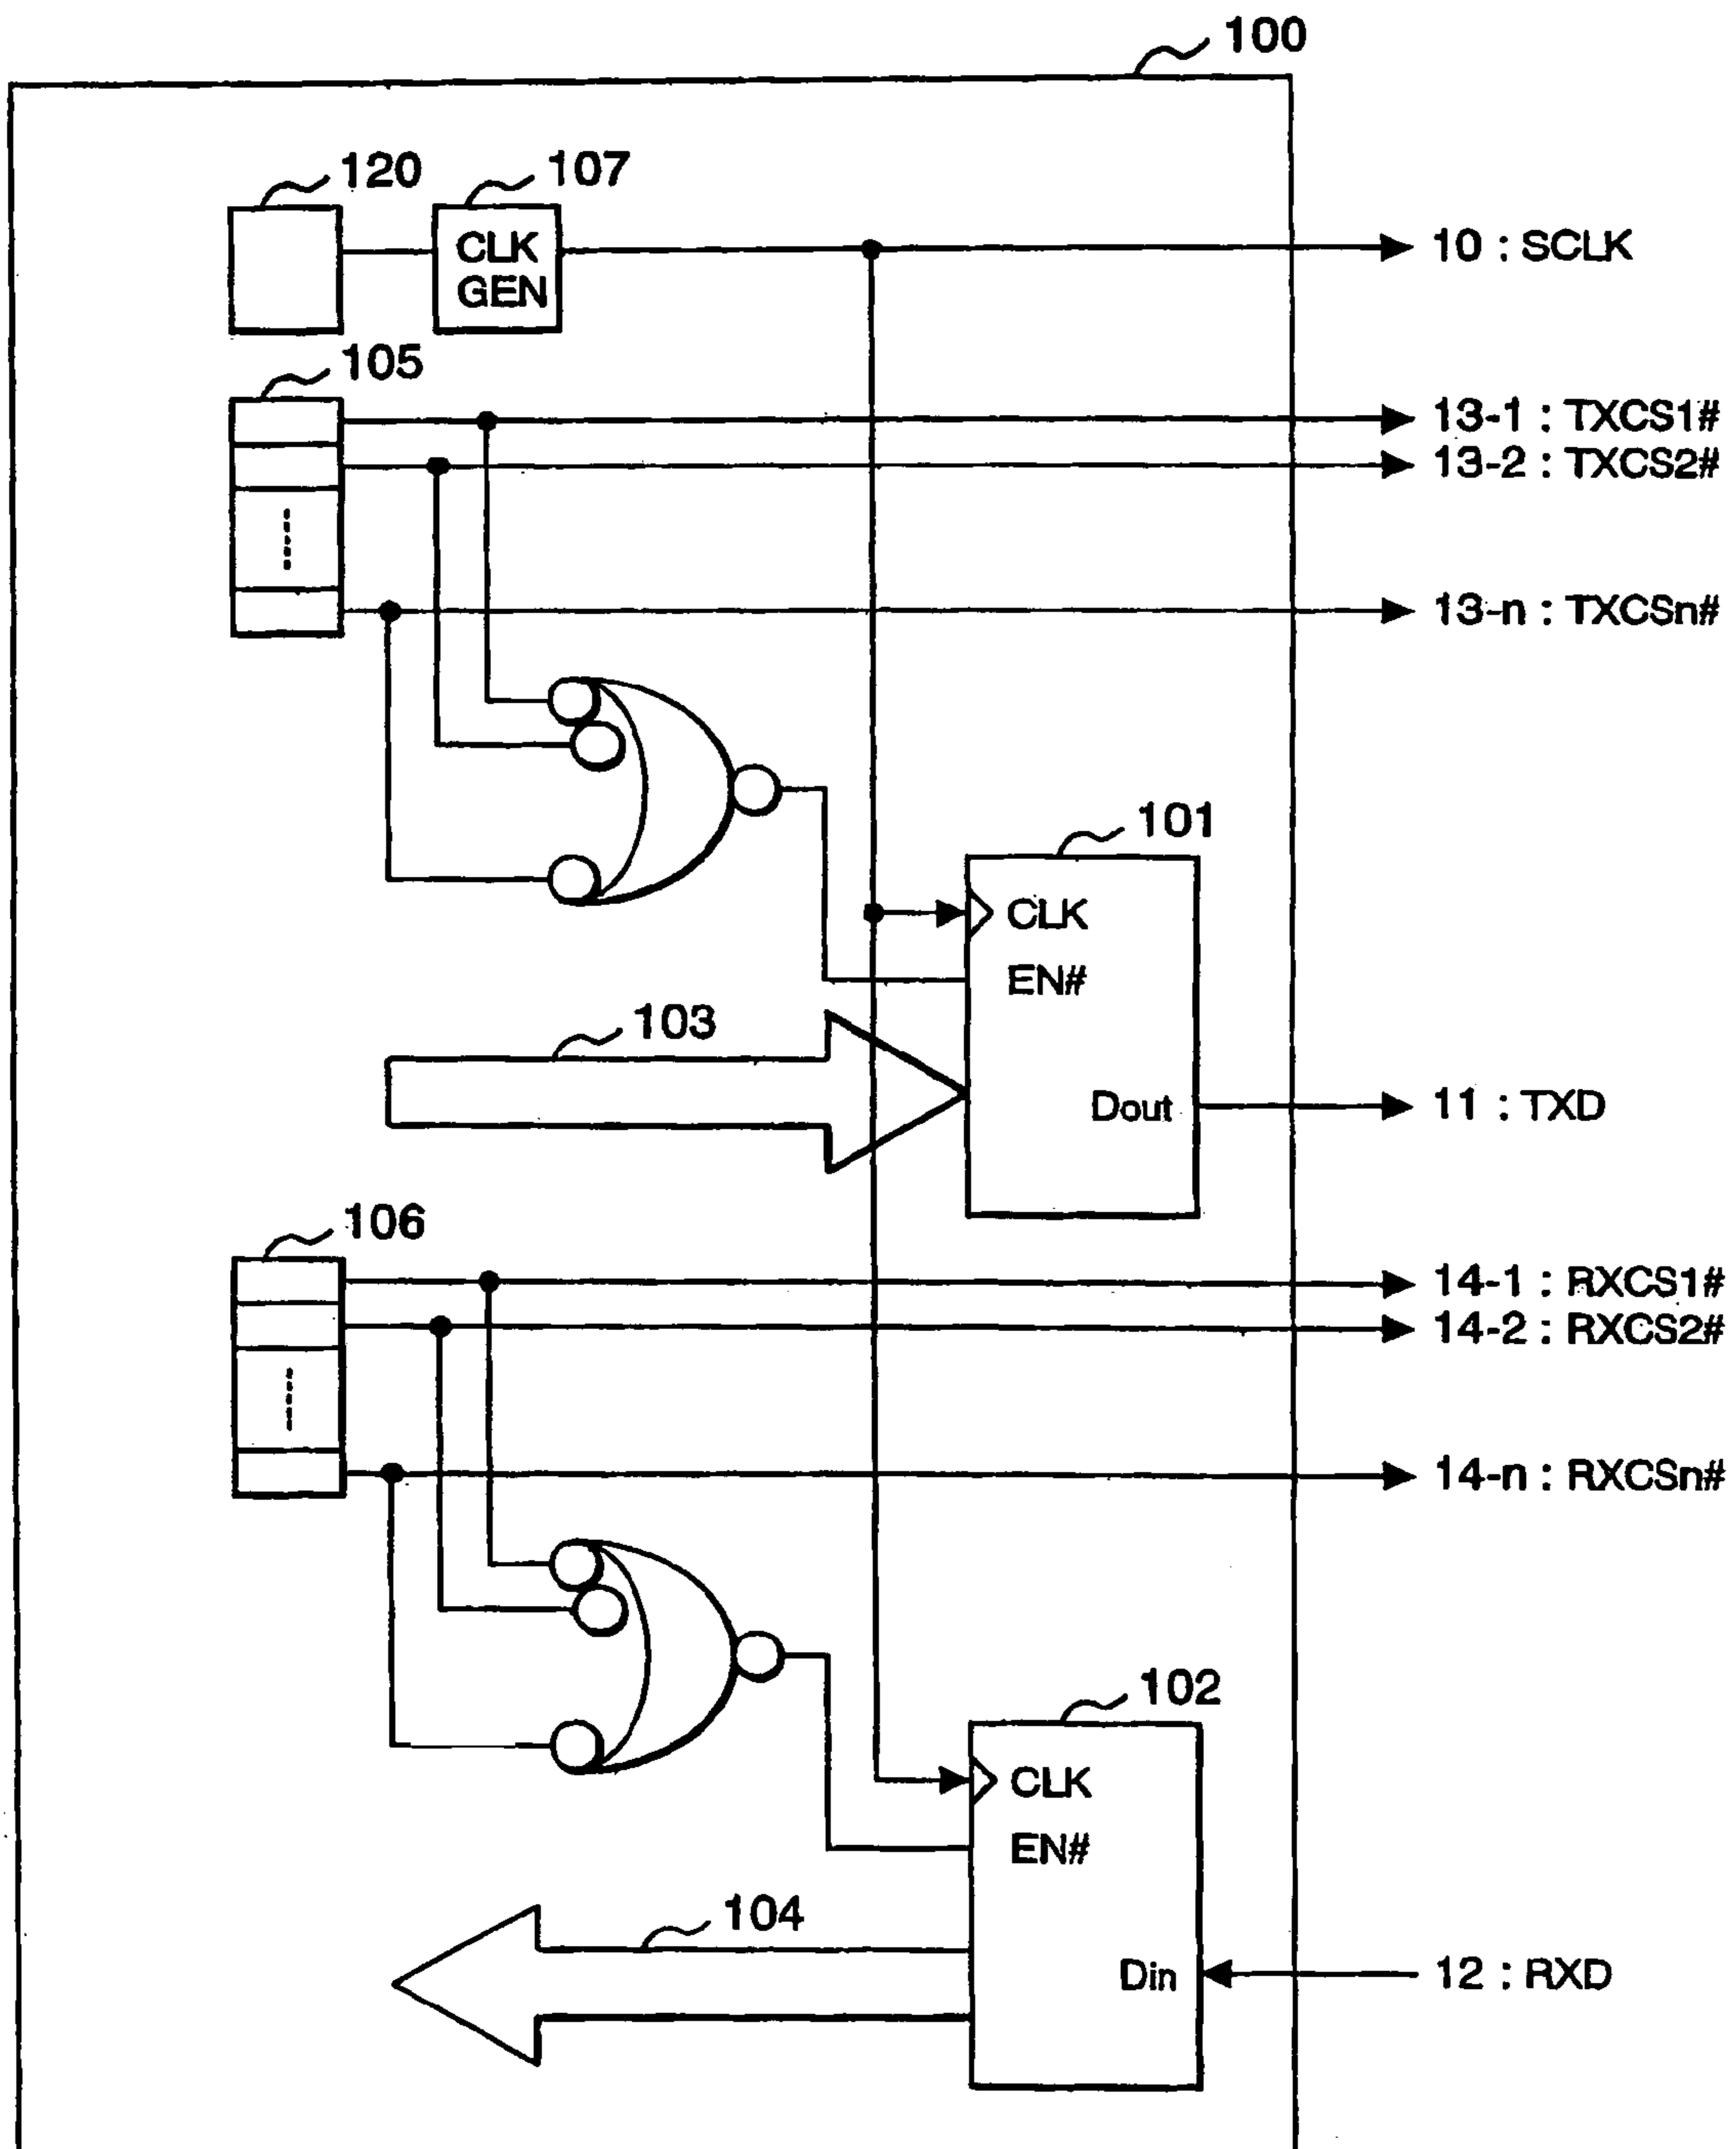 100
120
107
CLK
GEN
10 : SCLK
105
13-1 : TXCS1#
13-2 : TXCS2#
13-n : TXCSn#
101
CLK
EN#
103
Dout
11 : TXD
106
14-1 : RXCS1#
14-2 : RXCS2#
14-n : RXCSn#
102
CLK
EN#
104
Din
12 : RXD